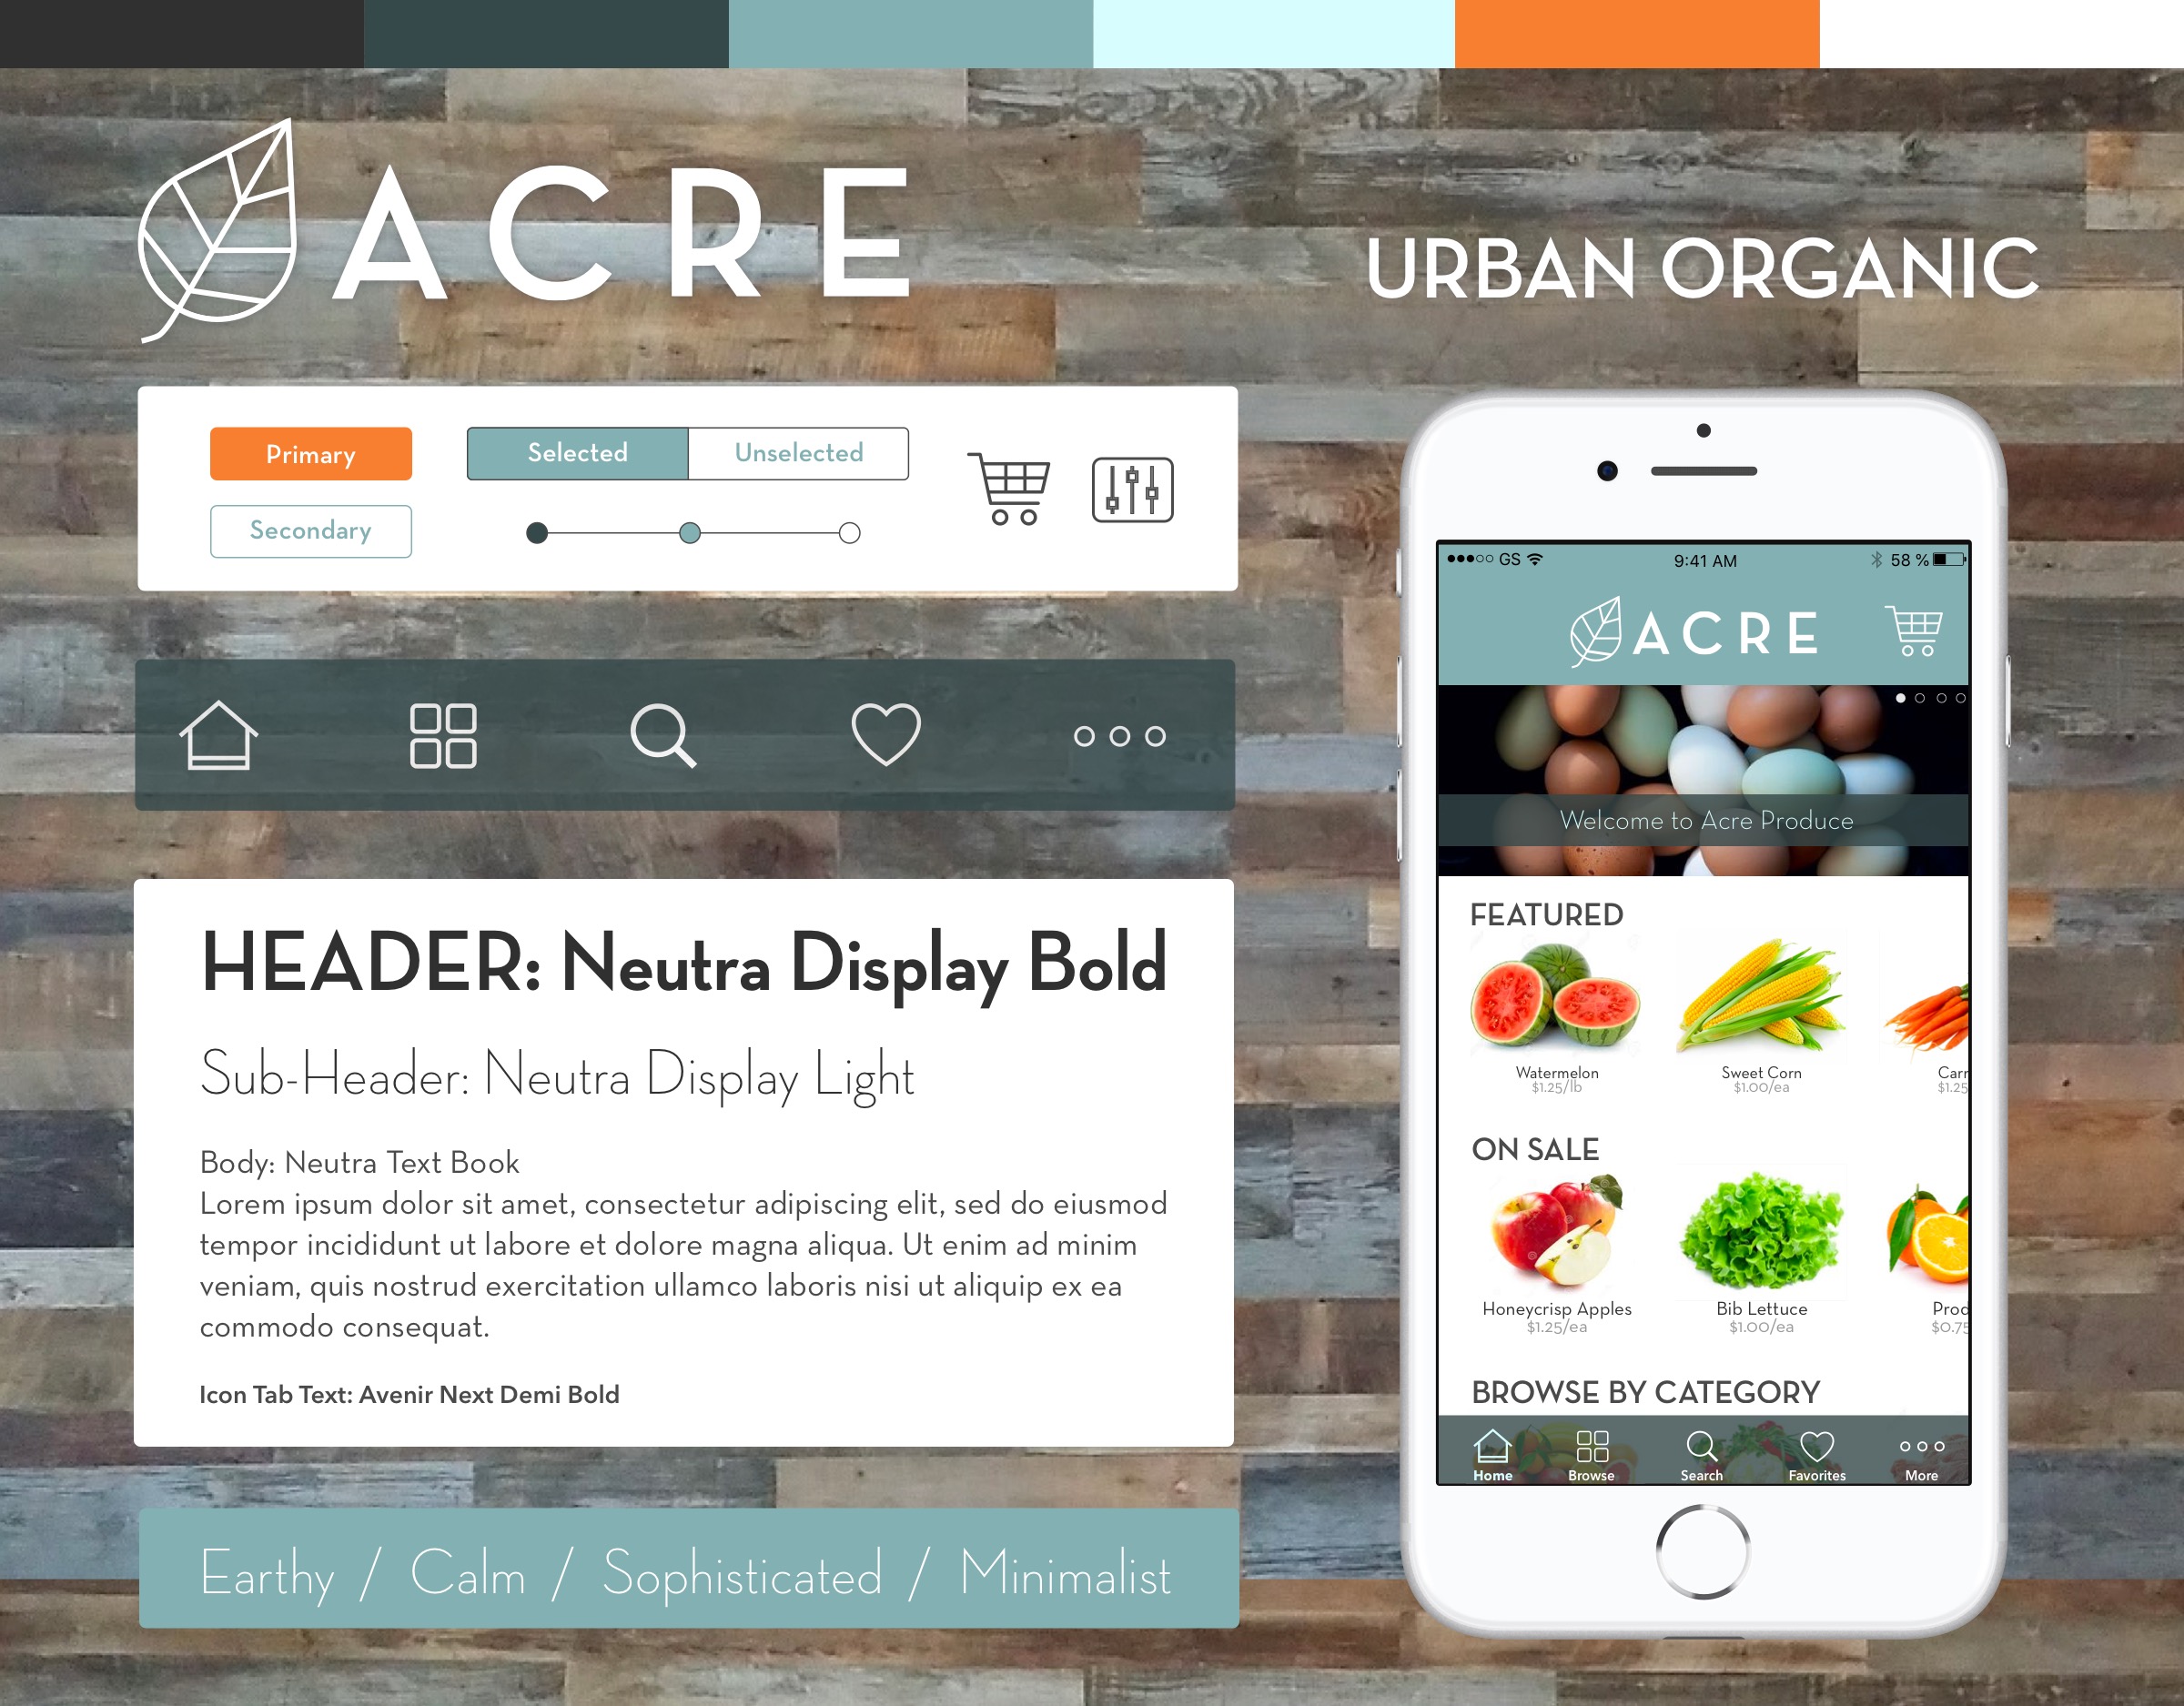 ACRE
URBAN ORGANIC
Primary
Selected
Unselected
Secondary
HEADER: Neutra Display Bold
Sub-Header: Neutra Display Light
Body: Neutra Text Book
Lorem ipsum dolor sit amet, consectetur adipiscing elit, sed do eiusmod
tempor incididunt ut labore et dolore magna aliqua. Ut enim ad minim
veniam, quis nostrud exercitation ullamco laboris nisi ut aliquip ex ea
commodo consequat.
Icon Tab Text: Avenir Next Demi Bold
Earthy / Calm / Sophisticated / Minimalist
GS 9:41 AM 58 %
ACRE
Welcome to Acre Produce
FEATURED
Watermelon
$1.25/lb
Sweet Corn
$1.00/ea
Carr
$1.25
ON SALE
Honeycrisp Apples
$1.25/ea
Bib Lettuce
$1.00/ea
Prod
$0.75
BROWSE BY CATEGORY
Home Browse Search Favorites More